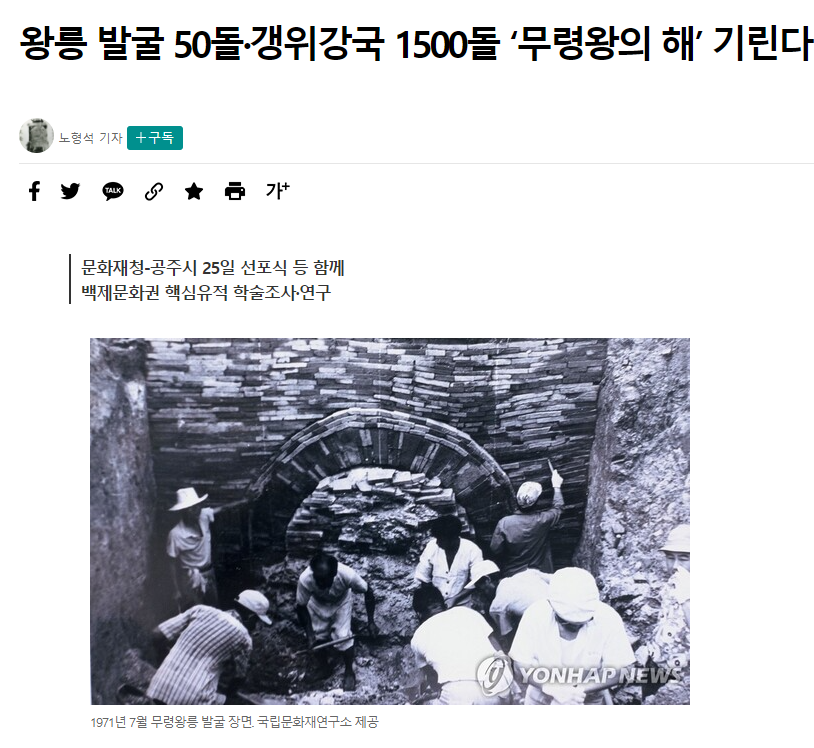 왕릉 발굴 50돌·갱위강국 1500돌 ‘무령왕의 해’ 기린다
노형석 기자 +구독
TALK 가+
문화재청-공주시 25일 선포식 등 함께
백제문화권 핵심유적 학술조사·연구
YONHAP NEWS
1971년 7월 무령왕릉 발굴 장면. 국립문화재연구소 제공